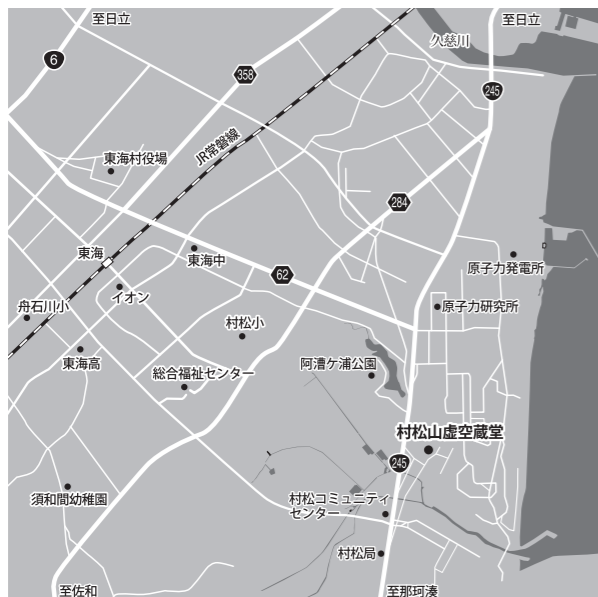 至日立
至日立
久慈川
6
358
245
JR常磐線
東海村役場
284
東海
東海中
原子力発電所
62
イオン
舟石川小
原子力研究所
村松小
東海高
阿漕ケ浦公園
総合福祉センター
村松山虚空蔵堂
245
須和間幼稚園
村松コミュニティ
センター
村松局
至佐和
至那珂湊